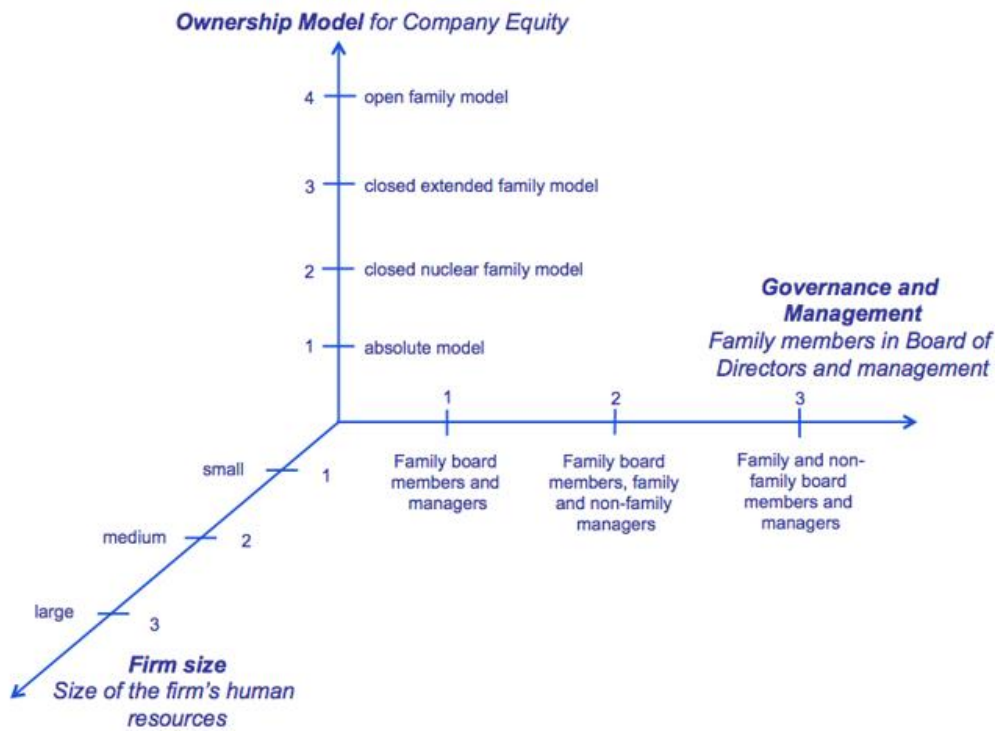 Ownership Model for Company Equity
4 open family model
3 closed extended family model
2 closed nuclear family model
1 absolute model
Governance and
Management
Family members in Board of
Directors and management
1 2 3
Family board
members and
managers
Family board
members, family
and non-family
managers
Family and non-
family board
members and
managers
small 1
medium 2
large 3
Firm size
Size of the firm's human
resources